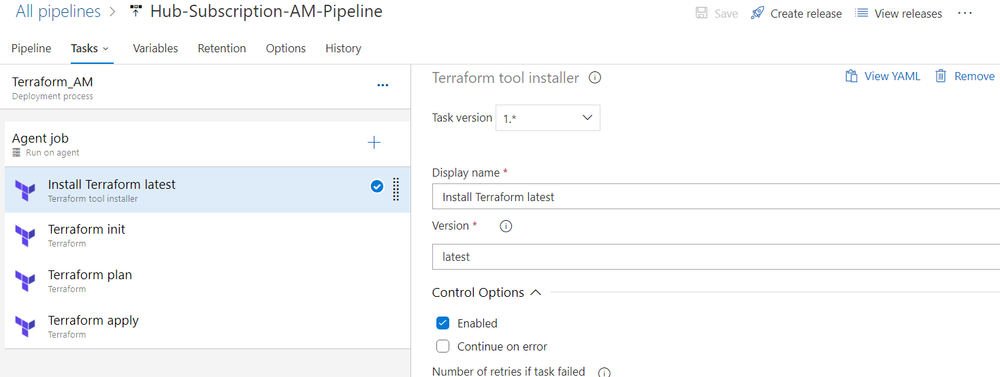 All pipelines > Hub-Subscription-AM-Pipeline
Save Create release View releases ...
Pipeline Tasks Variables Retention Options History
Terraform_AM
Deployment process
...
Agent job
Run on agent
Install Terraform latest
Terraform tool installer
Terraform init
Terraform
Terraform plan
Terraform
Terraform apply
Terraform
Terraform tool installer
View YAML Remove
Task version 1.*
Display name *
Install Terraform latest
Version *
latest
Control Options
Enabled
Continue on error
Number of retries if task failed